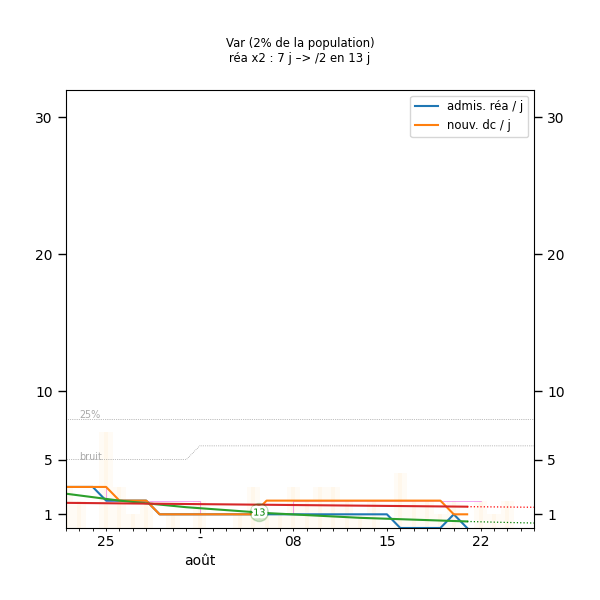 Var (2% de la population)
réa x2 : 7 j –> /2 en 13 j
admis. réa / j
nouv. dc / j
30
30
20
20
10
10
25%
5
bruit
5
1
13
1
25
-
08
15
22
août